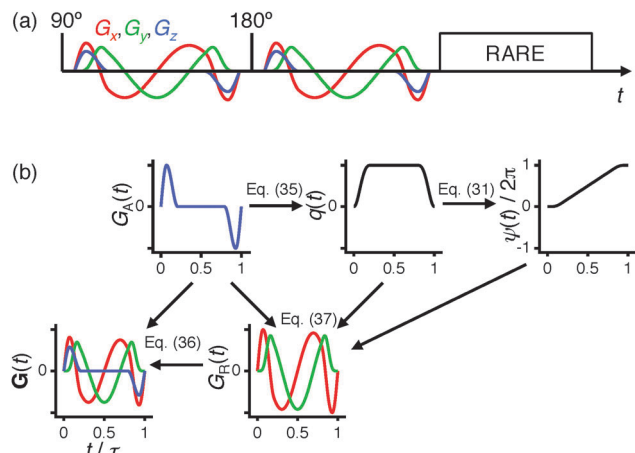 (a)
90º
Gx, Gy, Gz
180º
RARE
t
(b)
GA(t)
0
0 0.5 1
Eq. (35)
q(t)
0
0 0.5 1
Eq. (31)
ψ(t) / 2π
1
0
-1
0 0.5 1
G(t)
0
0 0.5 1
t / τ
Eq. (36)
Eq. (37)
GR(t)
0
0 0.5 1